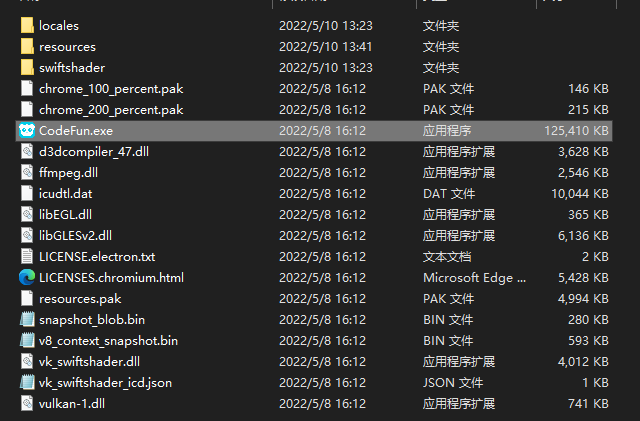 locales 2022/5/10 13:23 文件夹
resources 2022/5/10 13:41 文件夹
swiftshader 2022/5/10 13:23 文件夹
chrome_100_percent.pak 2022/5/8 16:12 PAK 文件 146 KB
chrome_200_percent.pak 2022/5/8 16:12 PAK 文件 215 KB
CodeFun.exe 2022/5/8 16:12 应用程序 125,410 KB
d3dcompiler_47.dll 2022/5/8 16:12 应用程序扩展 3,628 KB
ffmpeg.dll 2022/5/8 16:12 应用程序扩展 2,546 KB
icudtl.dat 2022/5/8 16:12 DAT 文件 10,044 KB
libEGL.dll 2022/5/8 16:12 应用程序扩展 365 KB
libGLESv2.dll 2022/5/8 16:12 应用程序扩展 6,136 KB
LICENSE.electron.txt 2022/5/8 16:12 文本文档 2 KB
LICENSES.chromium.html 2022/5/8 16:12 Microsoft Edge ... 5,428 KB
resources.pak 2022/5/8 16:12 PAK 文件 4,994 KB
snapshot_blob.bin 2022/5/8 16:12 BIN 文件 280 KB
v8_context_snapshot.bin 2022/5/8 16:12 BIN 文件 593 KB
vk_swiftshader.dll 2022/5/8 16:12 应用程序扩展 4,012 KB
vk_swiftshader_icd.json 2022/5/8 16:12 JSON 文件 1 KB
vulkan-1.dll 2022/5/8 16:12 应用程序扩展 741 KB